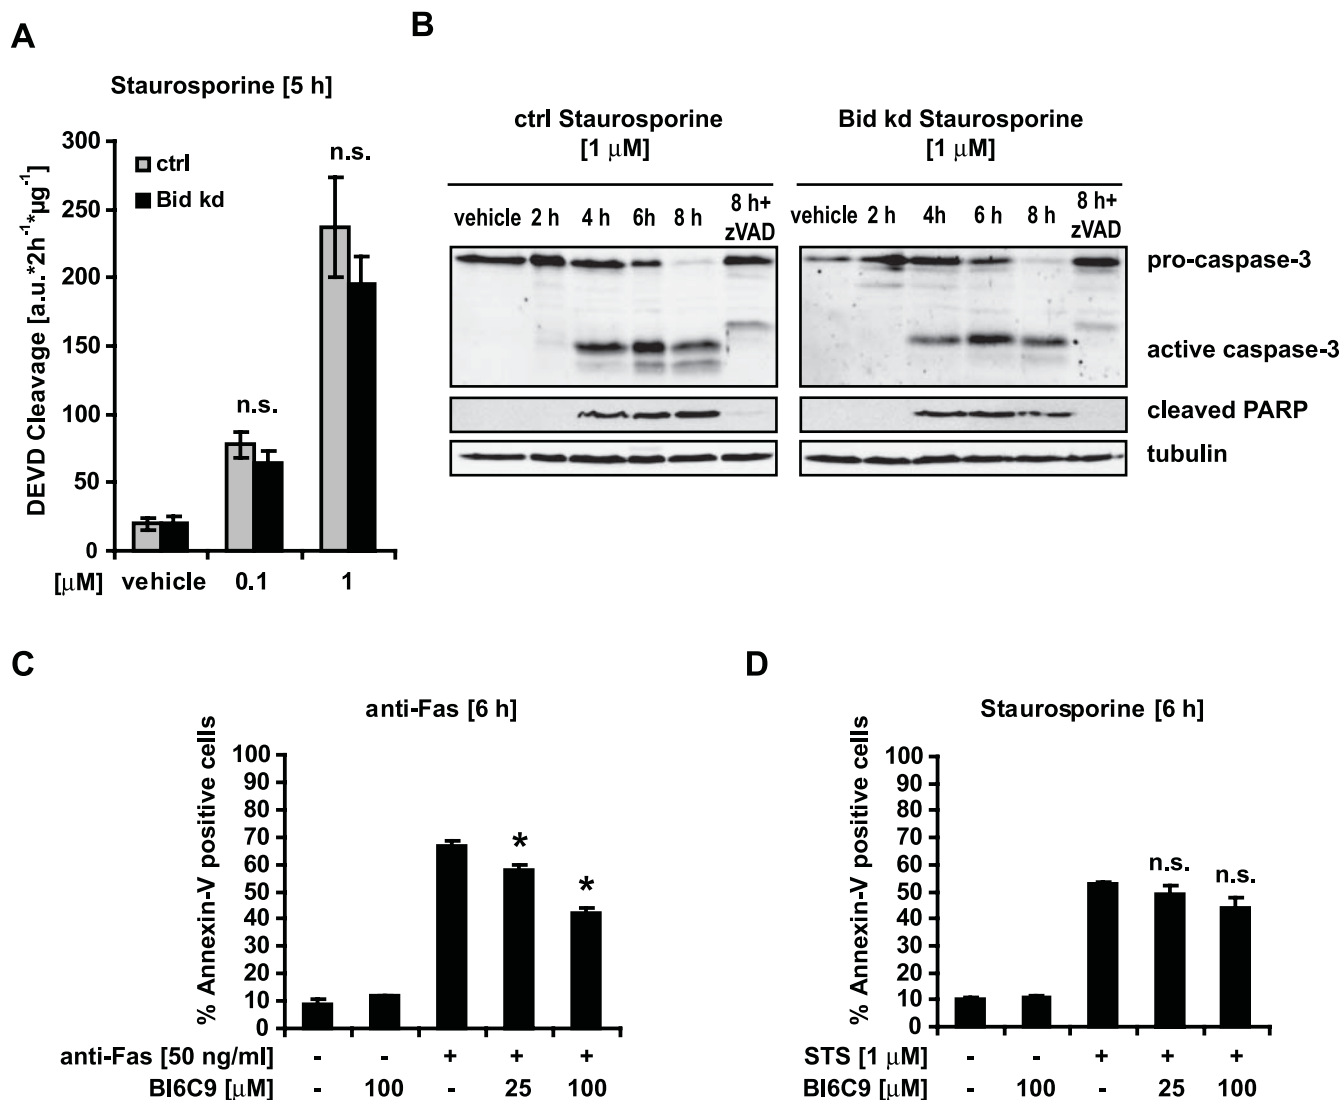 A
Staurosporine [5 h]
DEVD Cleavage [a.u.*2h⁻¹*µg⁻¹]
300
250
200
150
100
50
0
ctrl
Bid kd
n.s.
n.s.
[µM] vehicle 0.1 1
B
ctrl Staurosporine
[1 µM]
vehicle 2 h 4 h 6h 8 h 8 h+
zVAD
Bid kd Staurosporine
[1 µM]
vehicle 2 h 4h 6 h 8 h 8 h+
zVAD
pro-caspase-3
active caspase-3
cleaved PARP
tubulin
C
anti-Fas [6 h]
% Annexin-V positive cells
100
90
80
70
60
50
40
30
20
10
0
*
*
anti-Fas [50 ng/ml] - - + + +
BI6C9 [µM] - 100 - 25 100
D
Staurosporine [6 h]
% Annexin-V positive cells
100
90
80
70
60
50
40
30
20
10
0
n.s.
n.s.
STS [1 µM] - - + + +
BI6C9 [µM] - 100 - 25 100